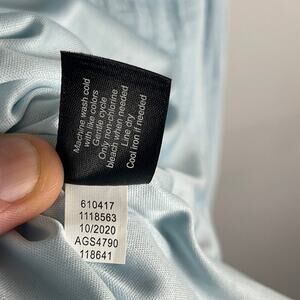 Machine wash cold
with like colors
Gentle cycle
Only non-chlorine
bleach when needed
Line dry
Cool iron if needed
610417
1118563
10/2020
AGS4790
118641